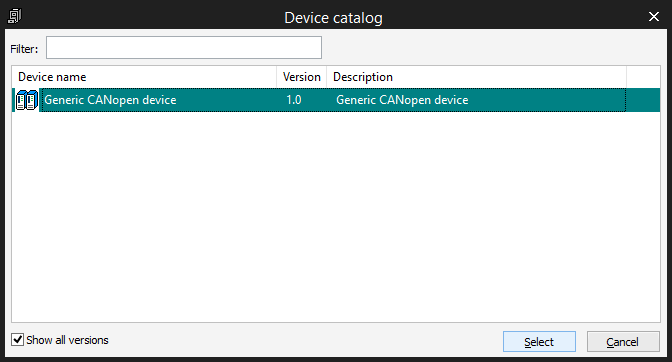 Device catalog
Filter:
Device name Version Description
Generic CANopen device 1.0 Generic CANopen device
Show all versions Select Cancel